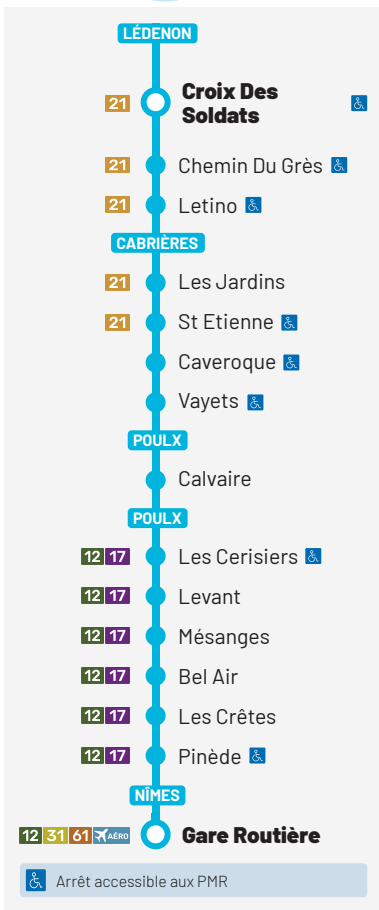 LÉDENON
21 Croix Des
Soldats
21 Chemin Du Grès
21 Letino
CABRIÈRES
21 Les Jardins
21 St Etienne
Caveroque
Vayets
POULX
Calvaire
POULX
12 17 Les Cerisiers
12 17 Levant
12 17 Mésanges
12 17 Bel Air
12 17 Les Crêtes
12 17 Pinède
NÎMES
12 31 61 AÉRO Gare Routière
Arrêt accessible aux PMR